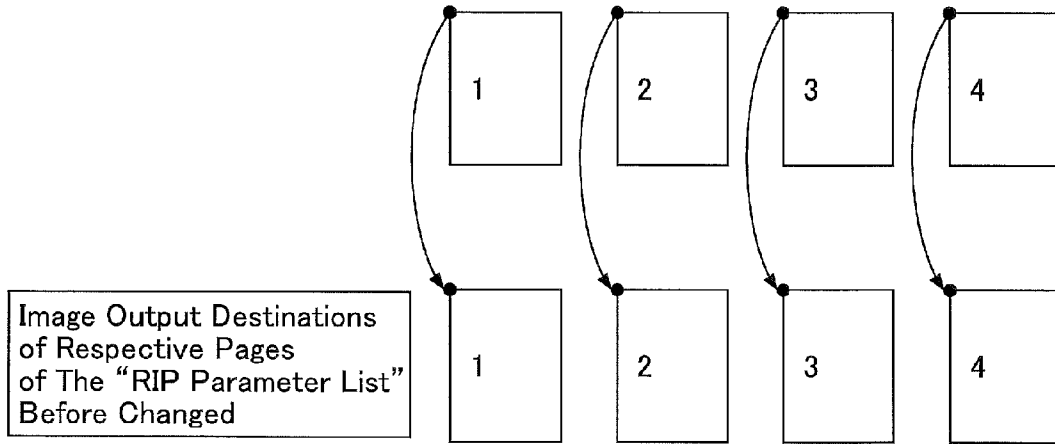 1 2 3 4
Image Output Destinations
of Respective Pages
of The “RIP Parameter List”
Before Changed
1 2 3 4